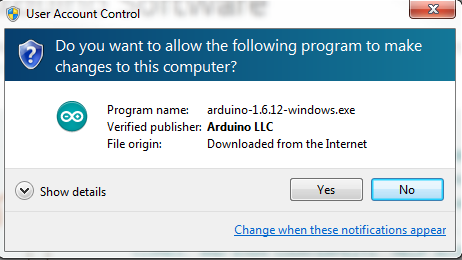 User Account Control
Do you want to allow the following program to make
changes to this computer?
Program name: arduino-1.6.12-windows.exe
Verified publisher: Arduino LLC
File origin: Downloaded from the Internet
Show details
Yes
No
Change when these notifications appear